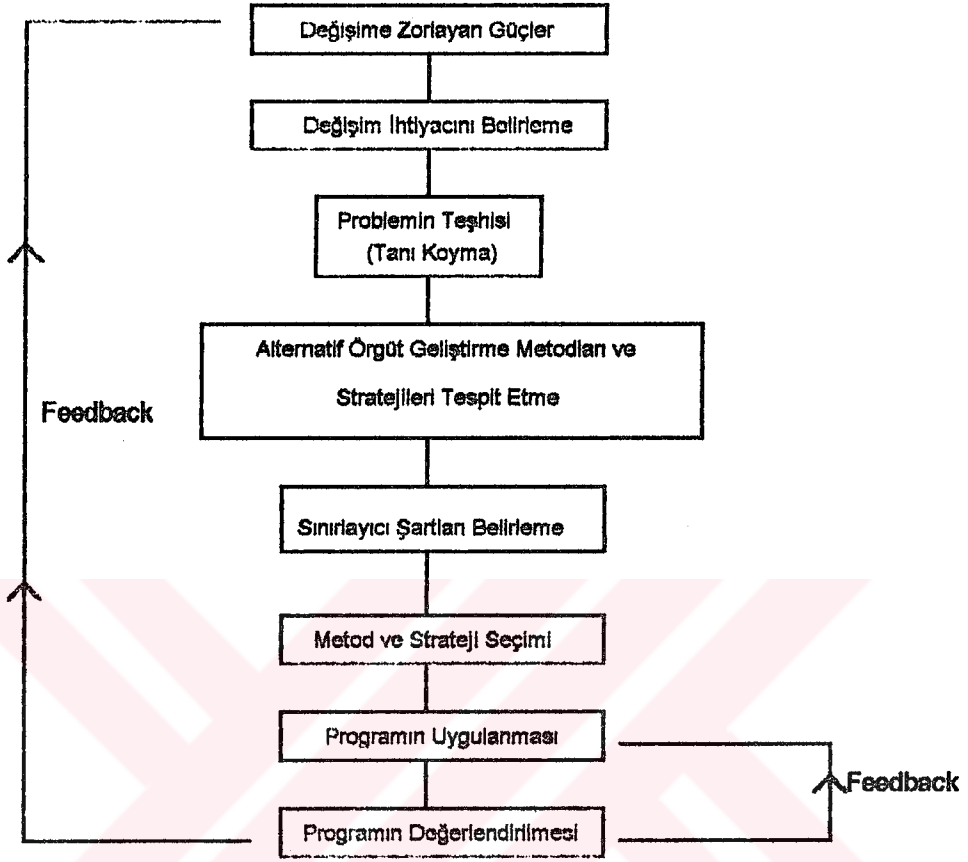 Değişime Zorlayan Güçler
Değişim İhtiyacını Belirleme
Problemin Teşhisi
(Tanı Koyma)
Alternatif Örgüt Geliştirme Metodları ve
Stratejileri Tespit Etme
Feedback
Sınırlayıcı Şartları Belirleme
Metod ve Strateji Seçimi
Programın Uygulanması
Feedback
Programın Değerlendirilmesi